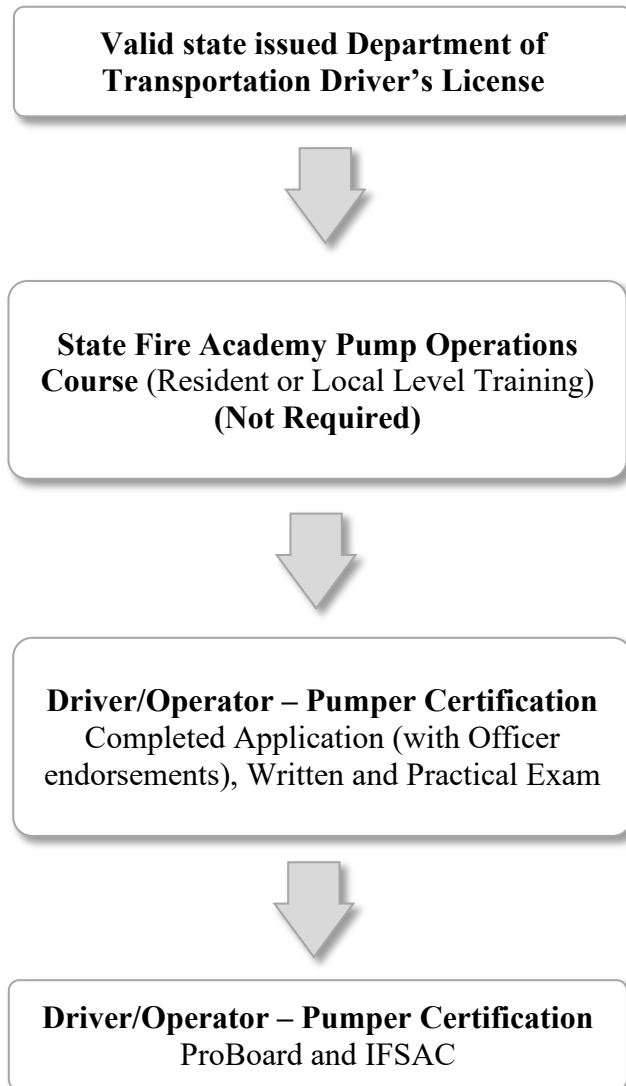 Valid state issued Department of
Transportation Driver’s License
State Fire Academy Pump Operations
Course (Resident or Local Level Training)
(Not Required)
Driver/Operator – Pumper Certification
Completed Application (with Officer
endorsements), Written and Practical Exam
Driver/Operator – Pumper Certification
ProBoard and IFSAC